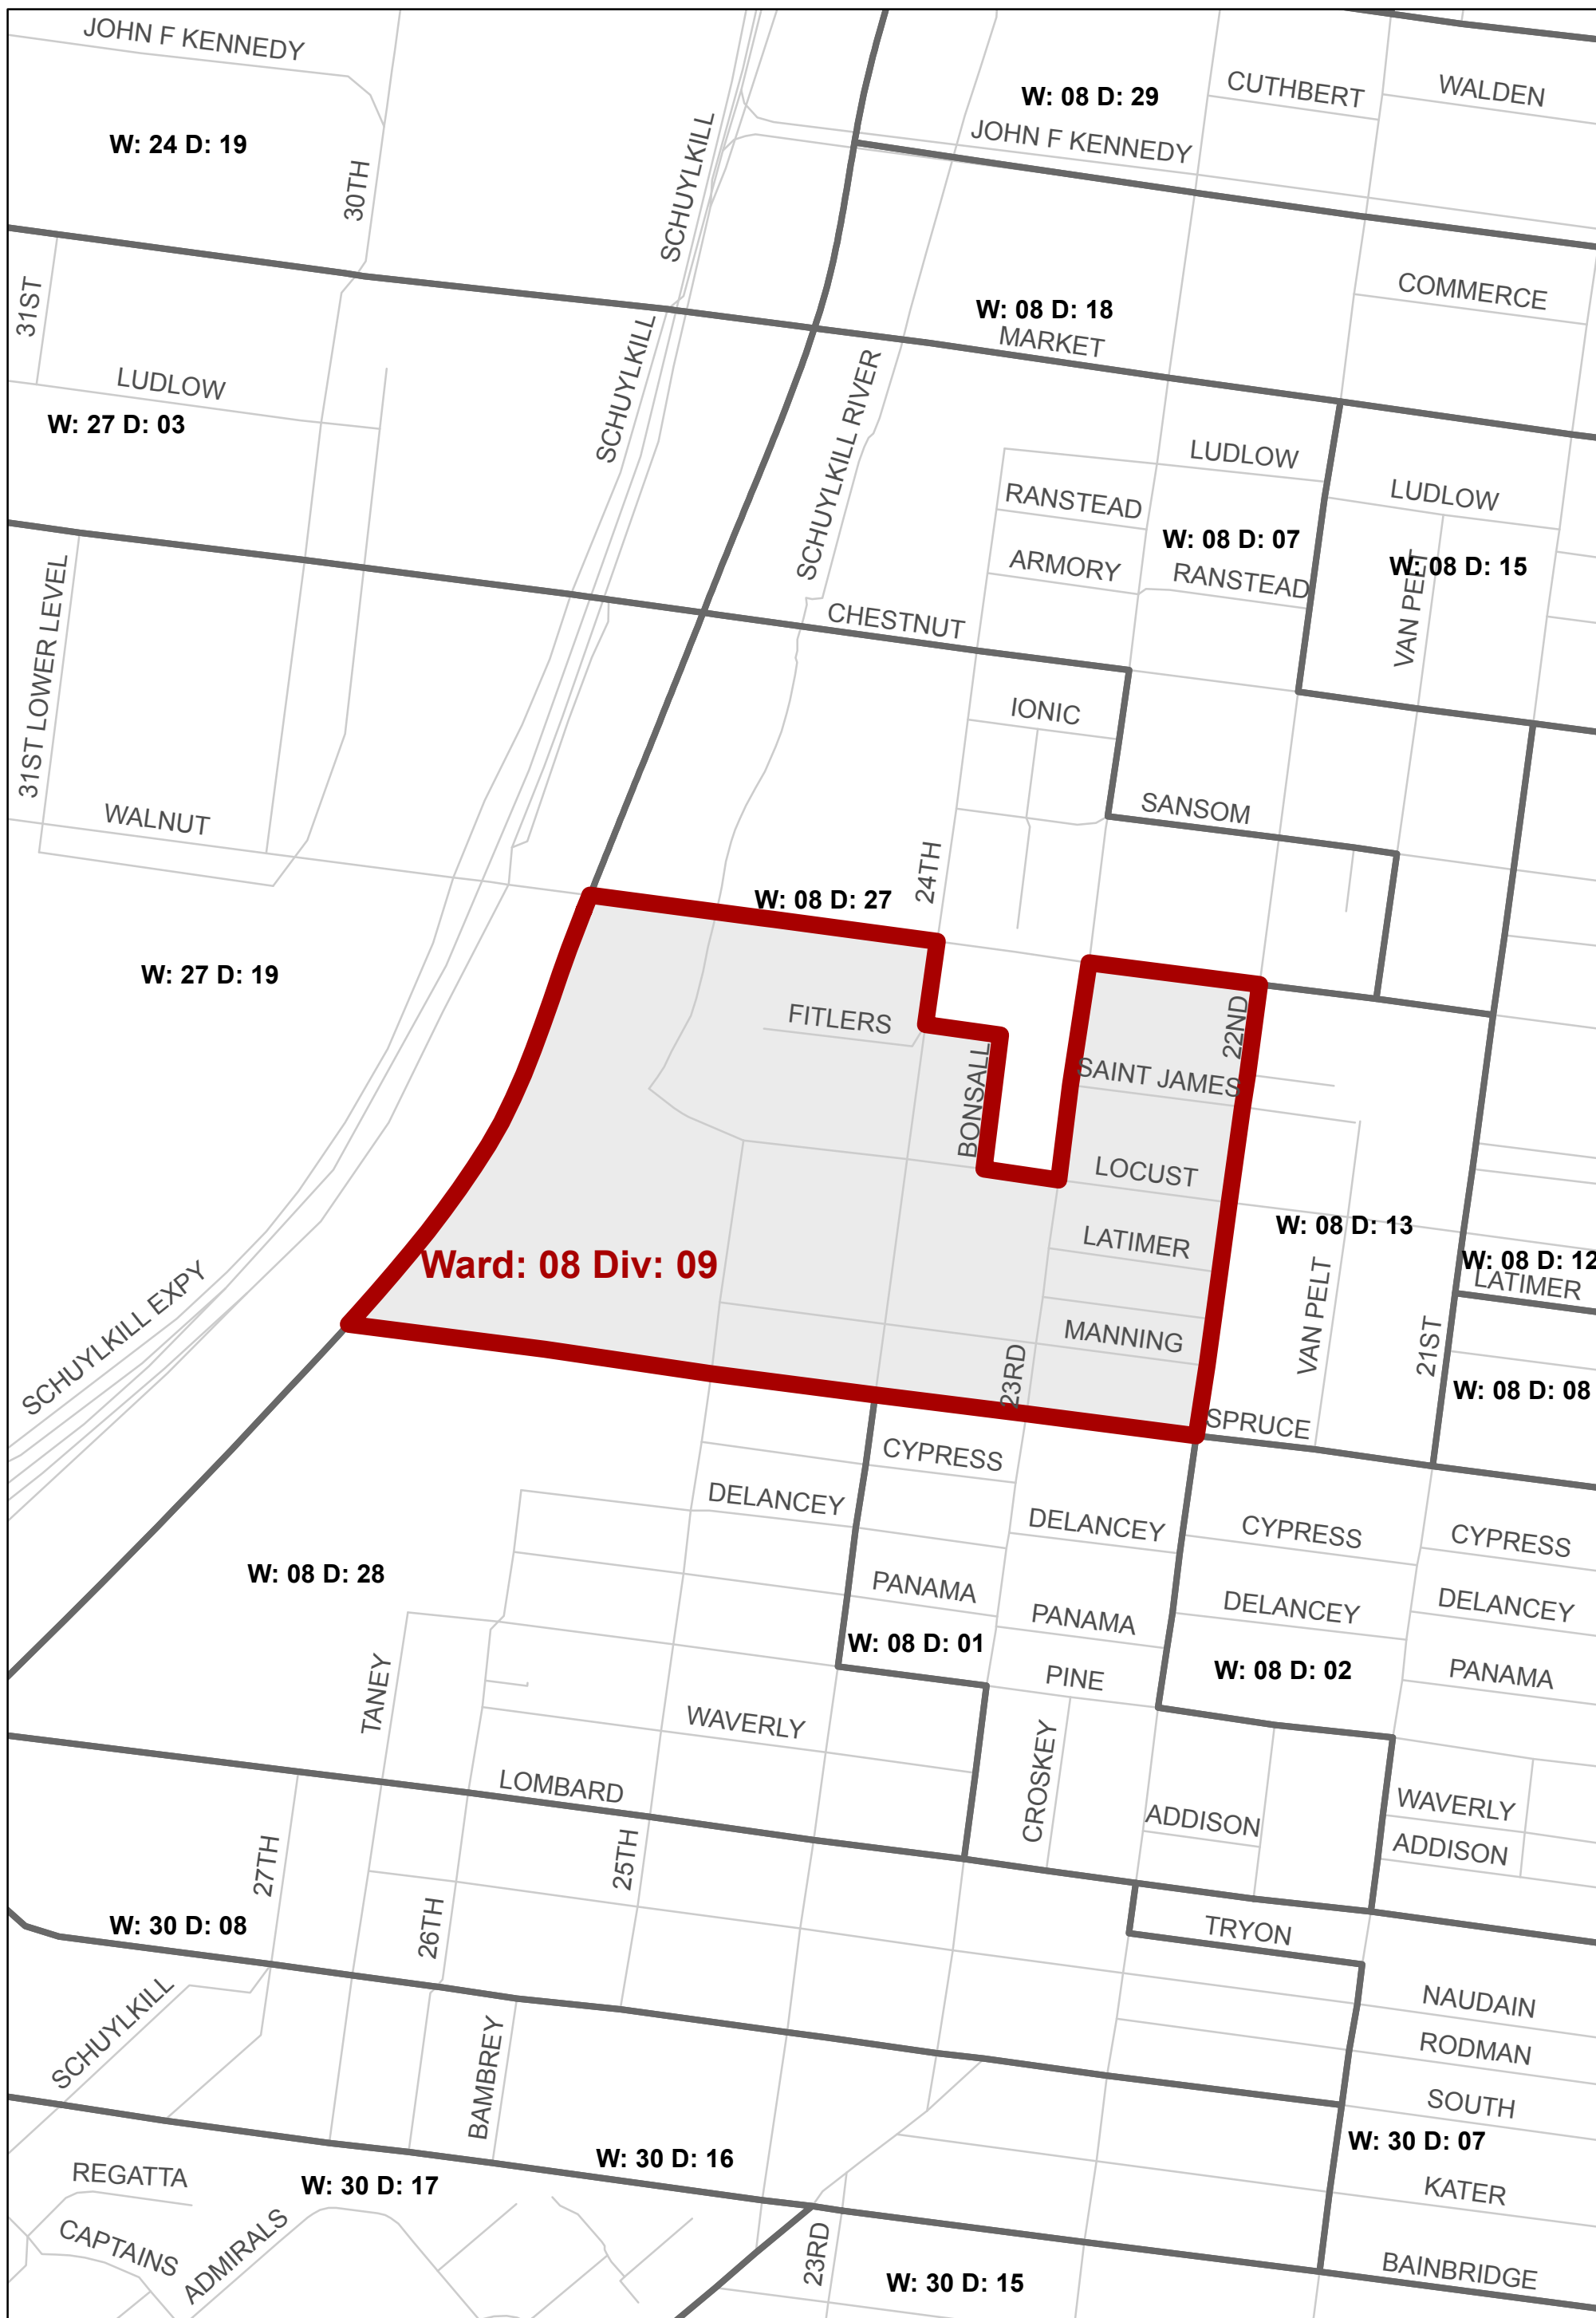 JOHN F KENNEDY
W: 24 D: 19
30TH
SCHUYLKILL
W: 08 D: 29
CUTHBERT
WALDEN
JOHN F KENNEDY
31ST
LUDLOW
W: 27 D: 03
SCHUYLKILL
SCHUYLKILL RIVER
W: 08 D: 18
MARKET
COMMERCE
LUDLOW
RANSTEAD
W: 08 D: 07
LUDLOW
ARMORY
RANSTEAD
W: 08 D: 15
VAN PELT
CHESTNUT
31ST LOWER LEVEL
IONIC
WALNUT
SANSOM
24TH
W: 08 D: 27
W: 27 D: 19
FITLERS
22ND
BONSALL
SAINT JAMES
LOCUST
W: 08 D: 13
LATIMER
Ward: 08 Div: 09
W: 08 D: 12
LATIMER
SCHUYLKILL EXPY
MANNING
VAN PELT
21ST
23RD
W: 08 D: 08
SPRUCE
CYPRESS
DELANCEY
DELANCEY
CYPRESS
CYPRESS
W: 08 D: 28
PANAMA
PANAMA
DELANCEY
DELANCEY
W: 08 D: 01
TANEY
PINE
W: 08 D: 02
PANAMA
WAVERLY
CROSKEY
LOMBARD
ADDISON
WAVERLY
ADDISON
27TH
25TH
26TH
W: 30 D: 08
TRYON
SCHUYLKILL
NAUDAIN
BAMBREY
RODMAN
SOUTH
W: 30 D: 07
W: 30 D: 16
REGATTA
W: 30 D: 17
KATER
CAPTAINS
ADMIRALS
23RD
W: 30 D: 15
BAINBRIDGE